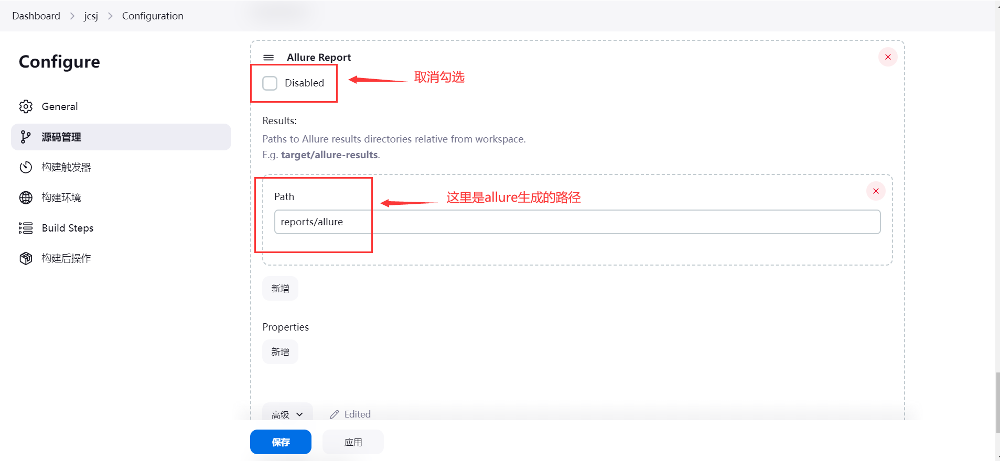 Dashboard > jcsj > Configuration
Configure
General
源码管理
构建触发器
构建环境
Build Steps
构建后操作
Allure Report
Disabled
取消勾选
Results:
Paths to Allure results directories relative from workspace.
E.g. target/allure-results.
Path
这里是allure生成的路径
reports/allure
新增
Properties
新增
高级
Edited
保存
应用